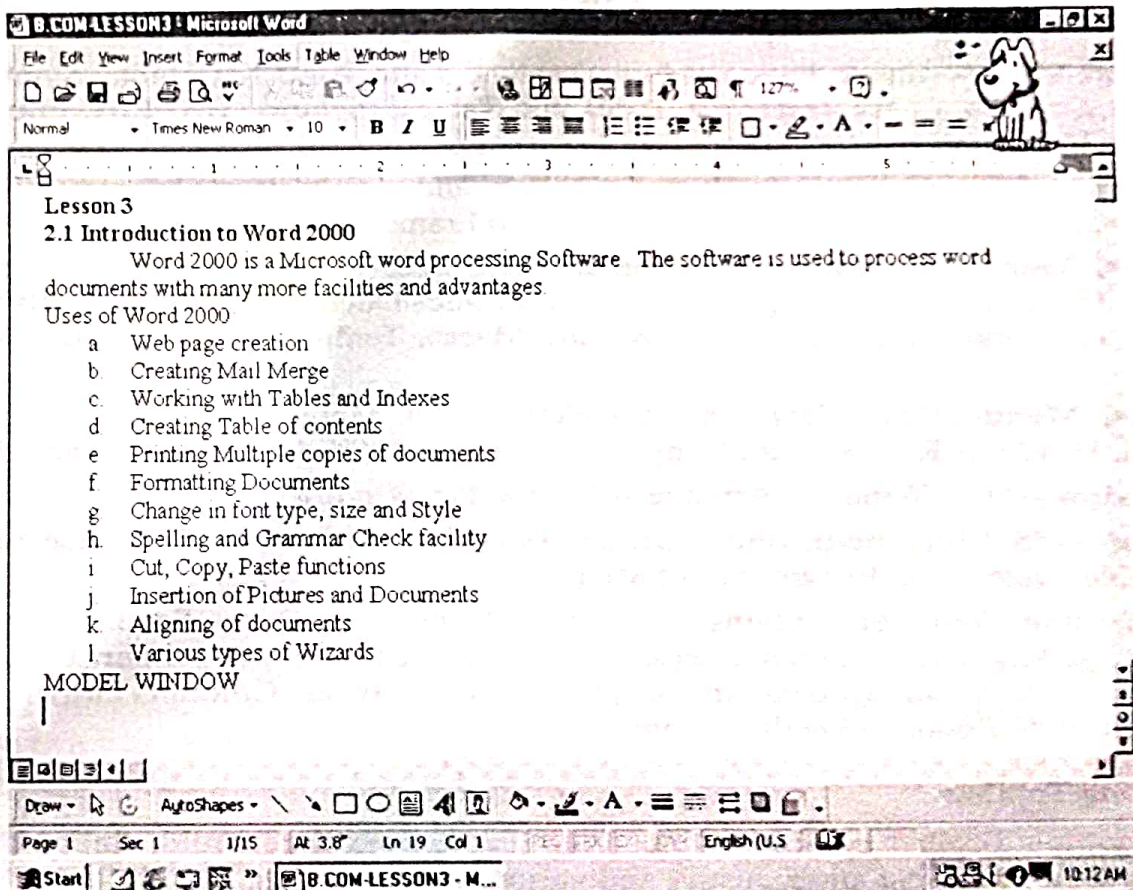 B.COM-LESSON3 - Microsoft Word
File Edit View Insert Format Tools Table Window Help
127%
Normal Times New Roman 10 B I U A
1 2 3 4 5
Lesson 3
2.1 Introduction to Word 2000
Word 2000 is a Microsoft word processing Software. The software is used to process word
documents with many more facilities and advantages.
Uses of Word 2000
a. Web page creation
b. Creating Mail Merge
c. Working with Tables and Indexes
d. Creating Table of contents
e. Printing Multiple copies of documents
f. Formatting Documents
g. Change in font type, size and Style
h. Spelling and Grammar Check facility
i. Cut, Copy, Paste functions
j. Insertion of Pictures and Documents
k. Aligning of documents
l. Various types of Wizards
MODEL WINDOW
Draw AutoShapes A
Page 1 Sec 1 1/15 At 3.8" Ln 19 Col 1 English (U.S
Start B.COM-LESSON3 - M... 10:12 AM